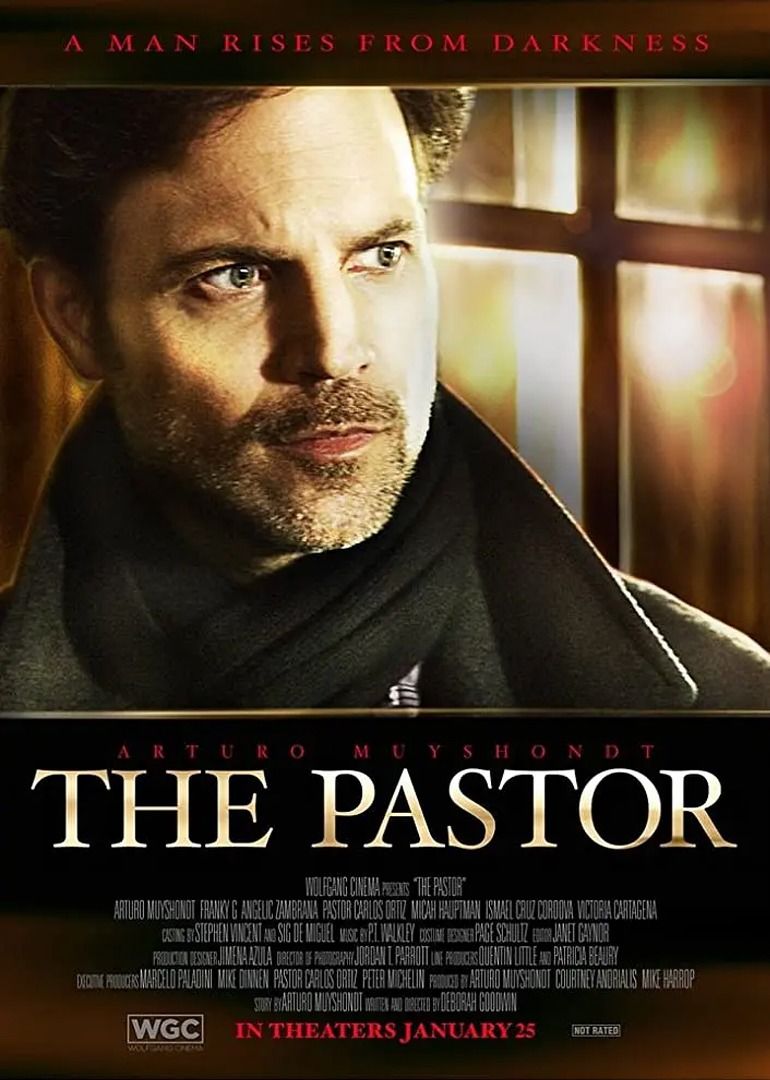 A MAN RISES FROM DARKNESS
ARTURO MUYSHONDT
THE PASTOR
WOLFGANG CINEMA PRESENTS "THE PASTOR"
ARTURO MUYSHONDT FRANKY G ANGELIC ZAMBRANA PASTOR CARLOS ORTIZ MICAH HAUPTMAN ISMAEL CRUZ CORDOVA VICTORIA CARTAGENA
CASTING BY STEPHEN VINCENT AND SIG DE MIGUEL MUSIC BY P.T. WALKLEY COSTUME DESIGNER PAGE SCHULTZ EDITOR JANET GAYNOR
PRODUCTION DESIGNER JIMENA AZULA DIRECTOR OF PHOTOGRAPHY JORDAN T. PARROTT LINE PRODUCERS QUENTIN LITTLE AND PATRICIA BEAURY
EXECUTIVE PRODUCERS MARCELO PALADINI MIKE DINNEN PASTOR CARLOS ORTIZ PETER MICHELIN PRODUCED BY ARTURO MUYSHONDT COURTNEY ANDRIALIS MIKE HARROP
STORY BY ARTURO MUYSHONDT WRITTEN AND DIRECTED BY DEBORAH GOODWIN
WGC
WOLFGANG CINEMA
IN THEATERS JANUARY 25
NOT RATED